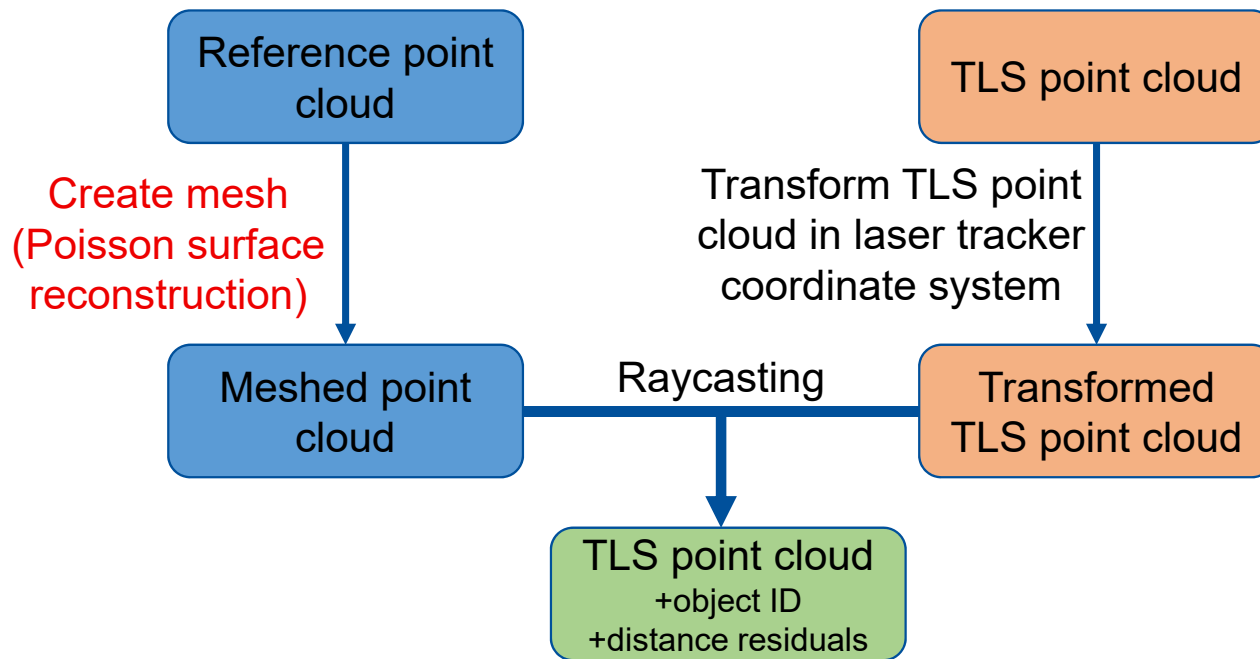 Reference point
cloud
TLS point cloud
Create mesh
(Poisson surface
reconstruction)
Transform TLS point
cloud in laser tracker
coordinate system
Meshed point
cloud
Raycasting
Transformed
TLS point cloud
TLS point cloud
+object ID
+distance residuals